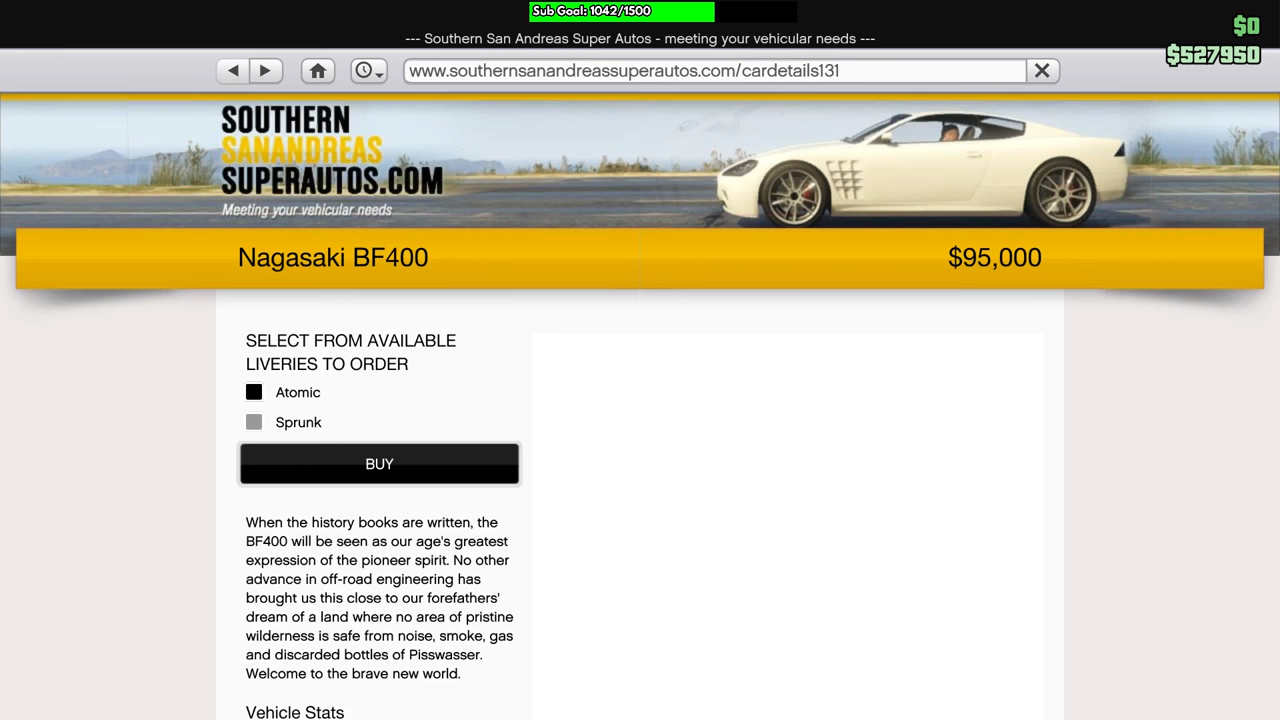 Sub Goal: 1042/1500
--- Southern San Andreas Super Autos - meeting your vehicular needs ---
$0
$527950
www.southernsanandreassuperautos.com/cardetails131
SOUTHERN
SANANDREAS
SUPERAUTOS.COM
Meeting your vehicular needs
Nagasaki BF400
$95,000
SELECT FROM AVAILABLE
LIVERIES TO ORDER
Atomic
Sprunk
BUY
When the history books are written, the
BF400 will be seen as our age's greatest
expression of the pioneer spirit. No other
advance in off-road engineering has
brought us this close to our forefathers'
dream of a land where no area of pristine
wilderness is safe from noise, smoke, gas
and discarded bottles of Pisswasser.
Welcome to the brave new world.
Vehicle Stats